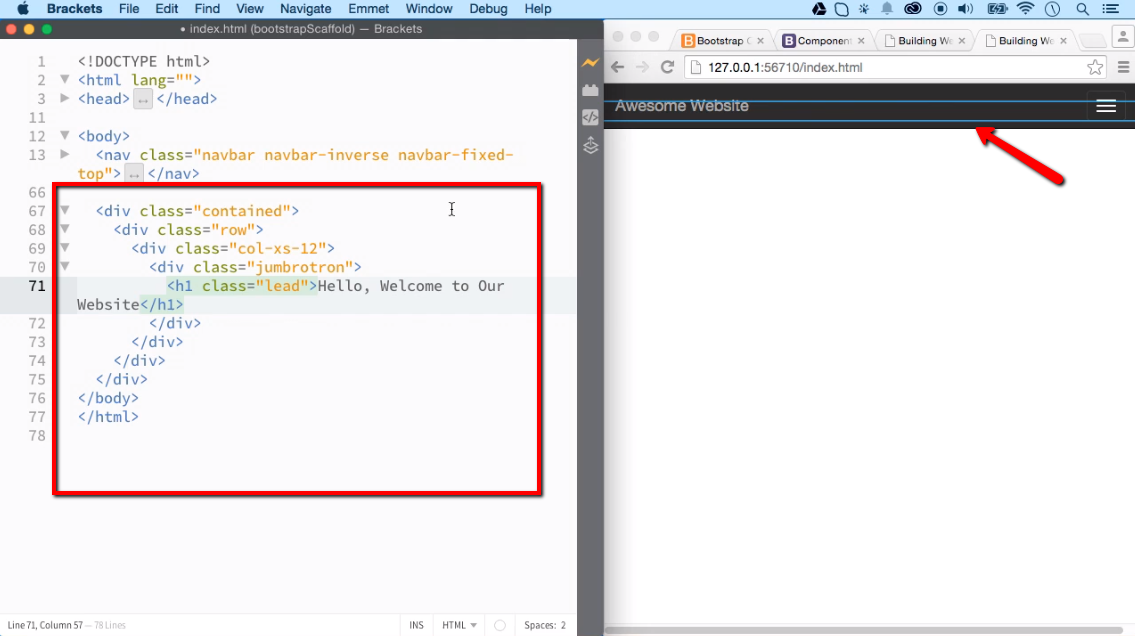 Brackets File Edit Find View Navigate Emmet Window Debug Help
• index.html (bootstrapScaffold) — Brackets
1 <!DOCTYPE html>
2 <html lang="">
3 <head> ↔ </head>
11
12 <body>
13 <nav class="navbar navbar-inverse navbar-fixed-
top"> ↔ </nav>
66
67 <div class="contained">
68 <div class="row">
69 <div class="col-xs-12">
70 <div class="jumbrotron">
71 <h1 class="lead">Hello, Welcome to Our
Website</h1>
72 </div>
73 </div>
74 </div>
75 </div>
76 </body>
77 </html>
78
Line 71, Column 57 — 78 Lines
INS HTML Spaces: 2
Bootstrap Component Building We Building We
127.0.0.1:56710/index.html
Awesome Website